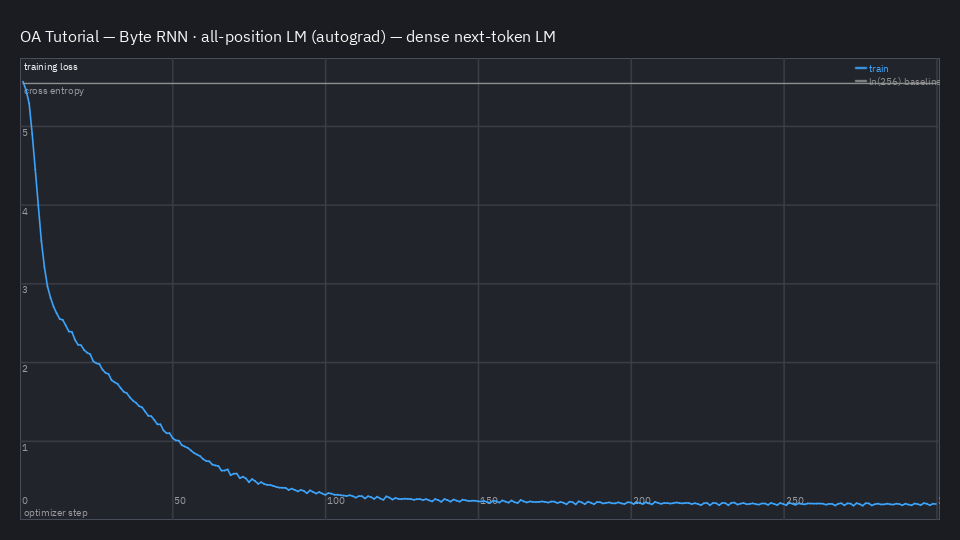 OA Tutorial — Byte RNN · all-position LM (autograd) — dense next-token LM
training loss
train
ln(256) baseline
cross entropy
5
4
3
2
1
0 50 100 150 200 250
optimizer step